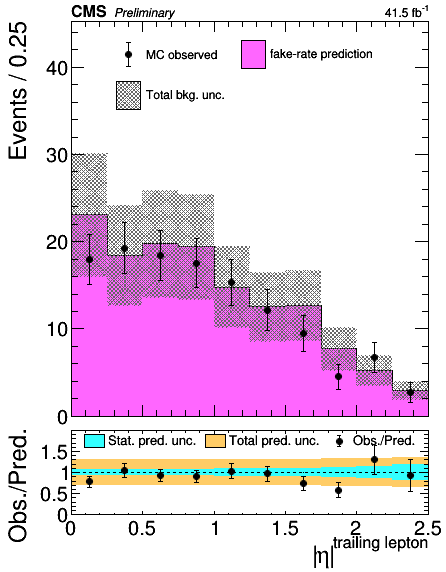 CMS Preliminary 41.5 fb⁻¹
MC observed
fake-rate prediction
Total bkg. unc.
Events / 0.25
40
30
20
10
0
Stat. pred. unc.
Total pred. unc.
Obs./Pred.
Obs./Pred.
1.5
1
0.5
0
0 0.5 1 1.5 2 2.5
|η|trailing lepton